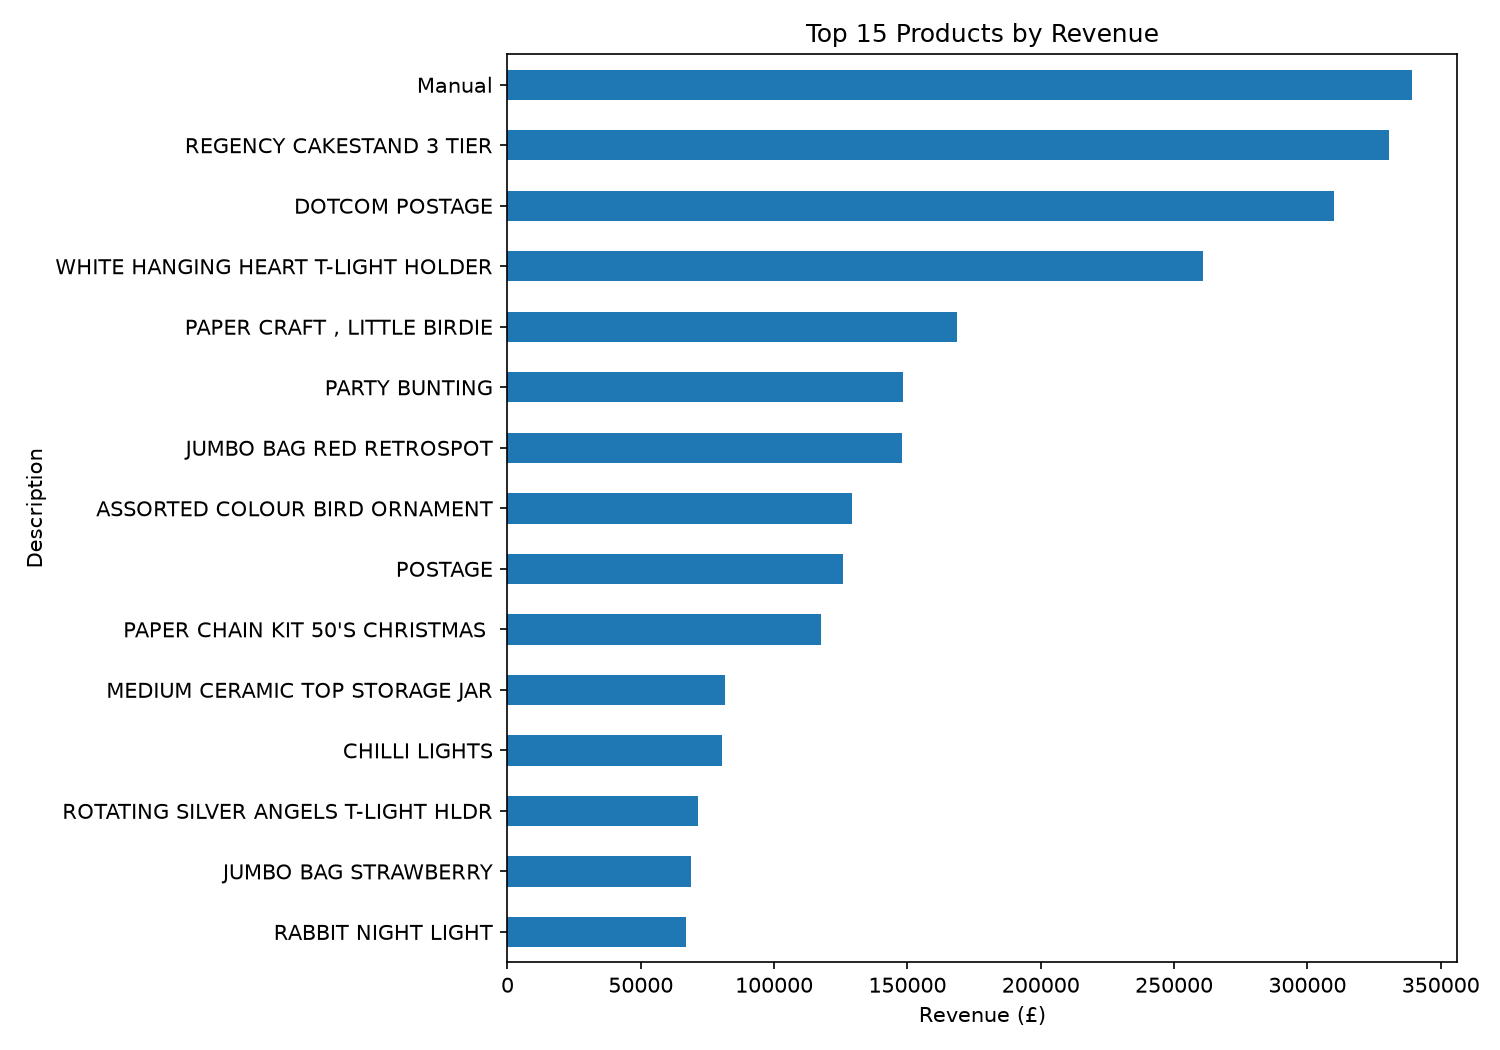 Top 15 Products by Revenue
Manual
REGENCY CAKESTAND 3 TIER
DOTCOM POSTAGE
WHITE HANGING HEART T-LIGHT HOLDER
PAPER CRAFT , LITTLE BIRDIE
PARTY BUNTING
JUMBO BAG RED RETROSPOT
ASSORTED COLOUR BIRD ORNAMENT
POSTAGE
PAPER CHAIN KIT 50'S CHRISTMAS
MEDIUM CERAMIC TOP STORAGE JAR
CHILLI LIGHTS
ROTATING SILVER ANGELS T-LIGHT HLDR
JUMBO BAG STRAWBERRY
RABBIT NIGHT LIGHT
Description
0 50000 100000 150000 200000 250000 300000 350000
Revenue (£)